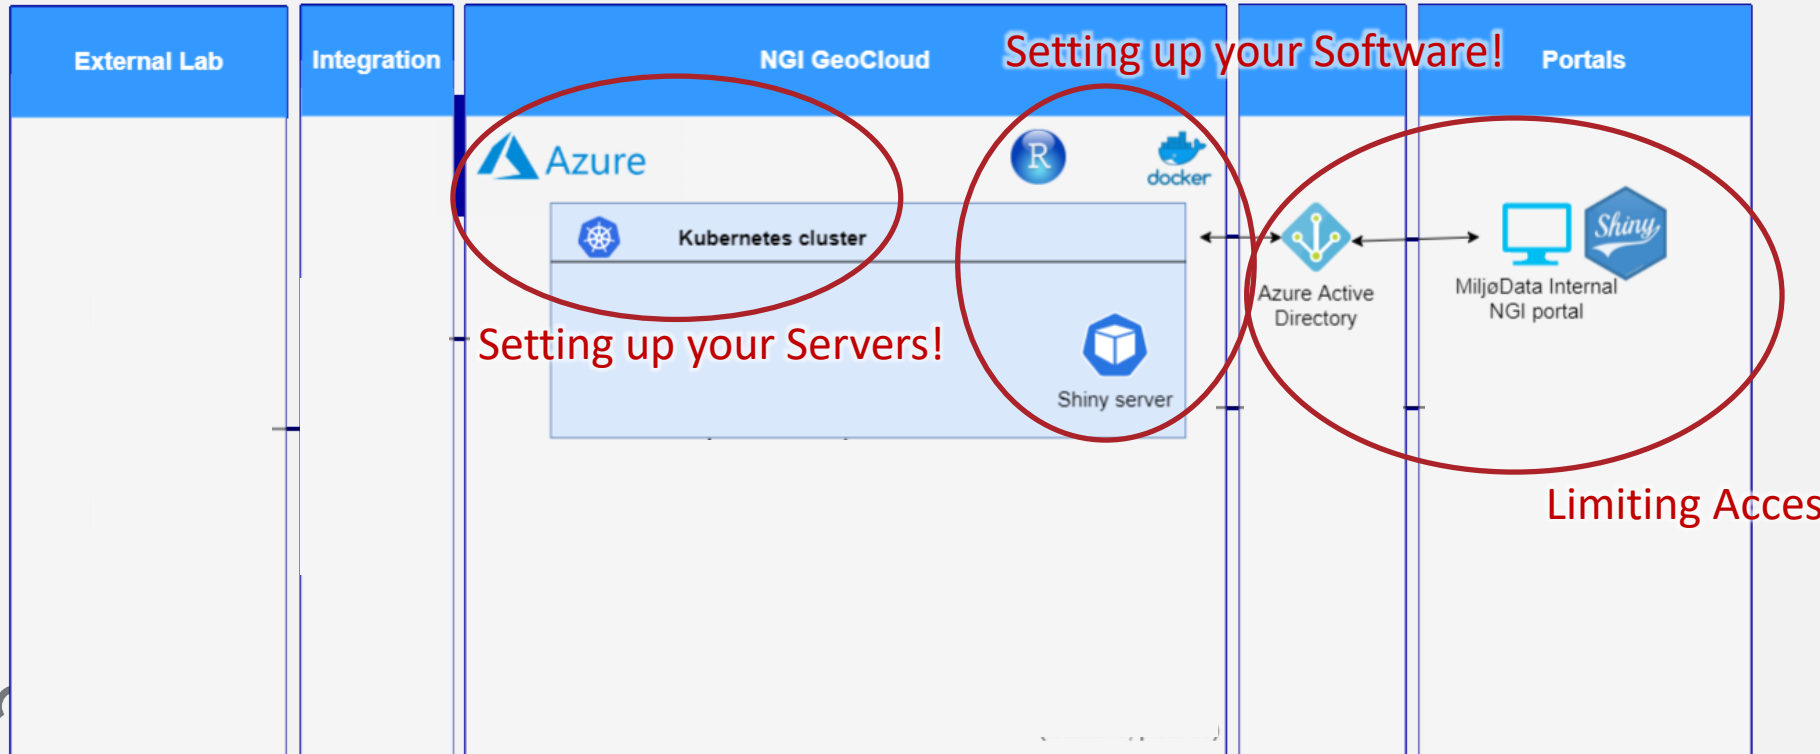 External Lab
Integration
NGI GeoCloud
Setting up your Software!
Portals
Azure
R
docker
Kubernetes cluster
Shiny
Azure Active
Directory
MiljøData Internal
NGI portal
Setting up your Servers!
Shiny server
Limiting Acces